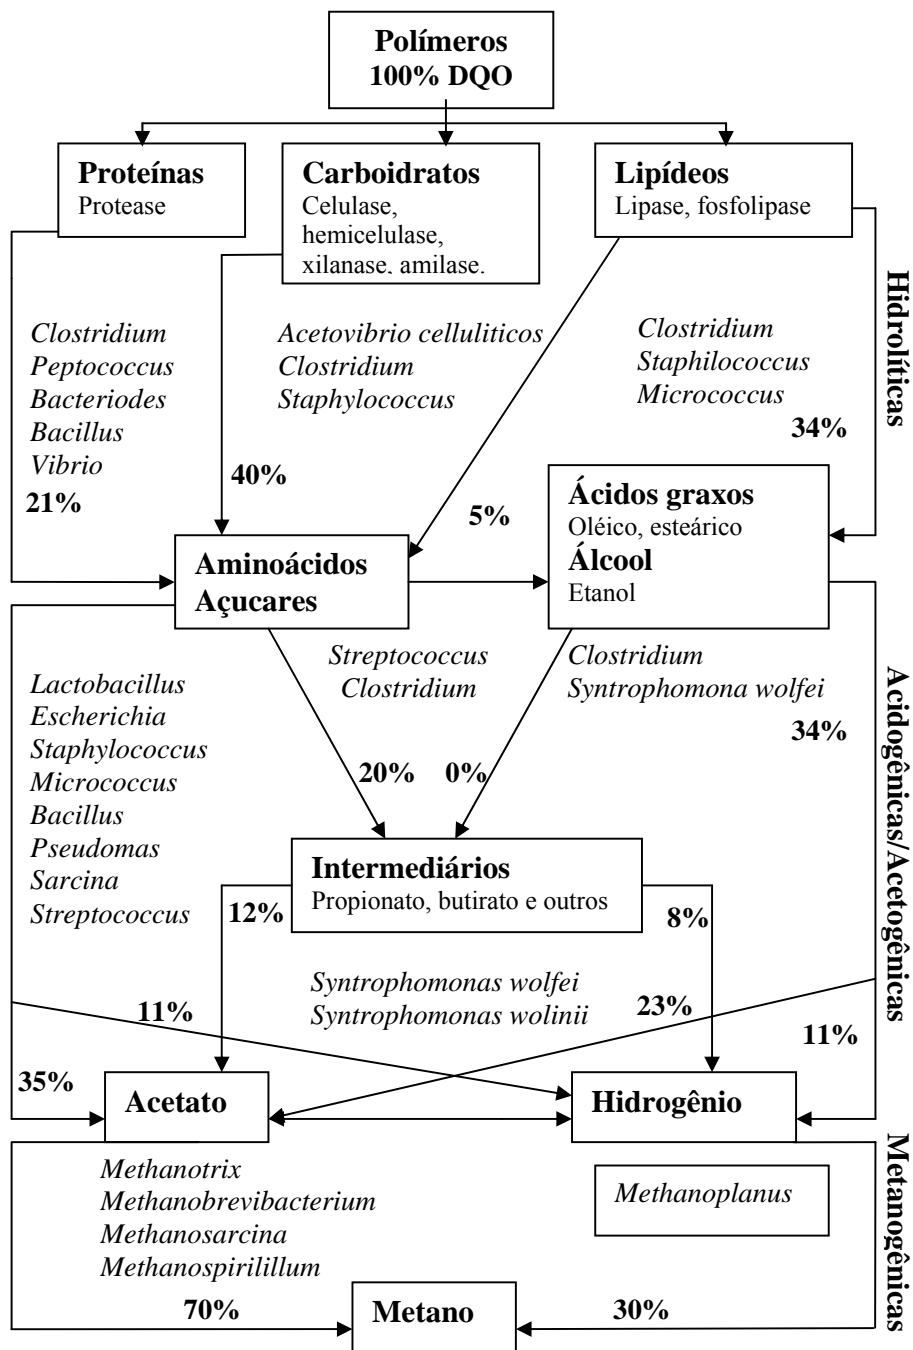 Polímeros
100% DQO
Proteínas
Protease
Carboidratos
Celulase,
hemicelulase,
xilanase, amilase.
Lipídeos
Lipase, fosfolipase
Hidrolíticas
Clostridium
Peptococcus
Bacteriodes
Bacillus
Vibrio
21%
Acetovibrio celluliticos
Clostridium
Staphylococcus
40%
Clostridium
Staphilococcus
Micrococcus
34%
5%
Ácidos graxos
Oléico, esteárico
Álcool
Etanol
Aminoácidos
Açucares
Acidogênicas/Acetogênicas
Lactobacillus
Escherichia
Staphylococcus
Micrococcus
Bacillus
Pseudomas
Sarcina
Streptococcus
Streptococcus
Clostridium
Clostridium
Syntrophomona wolfei
34%
20%
0%
Intermediários
Propionato, butirato e outros
12%
8%
Syntrophomonas wolfei
Syntrophomonas wolinii
11%
23%
11%
35%
Acetato
Hidrogênio
Metanogênicas
Methanotrix
Methanobrevibacterium
Methanosarcina
Methanospirilillum
Methanoplanus
70%
Metano
30%